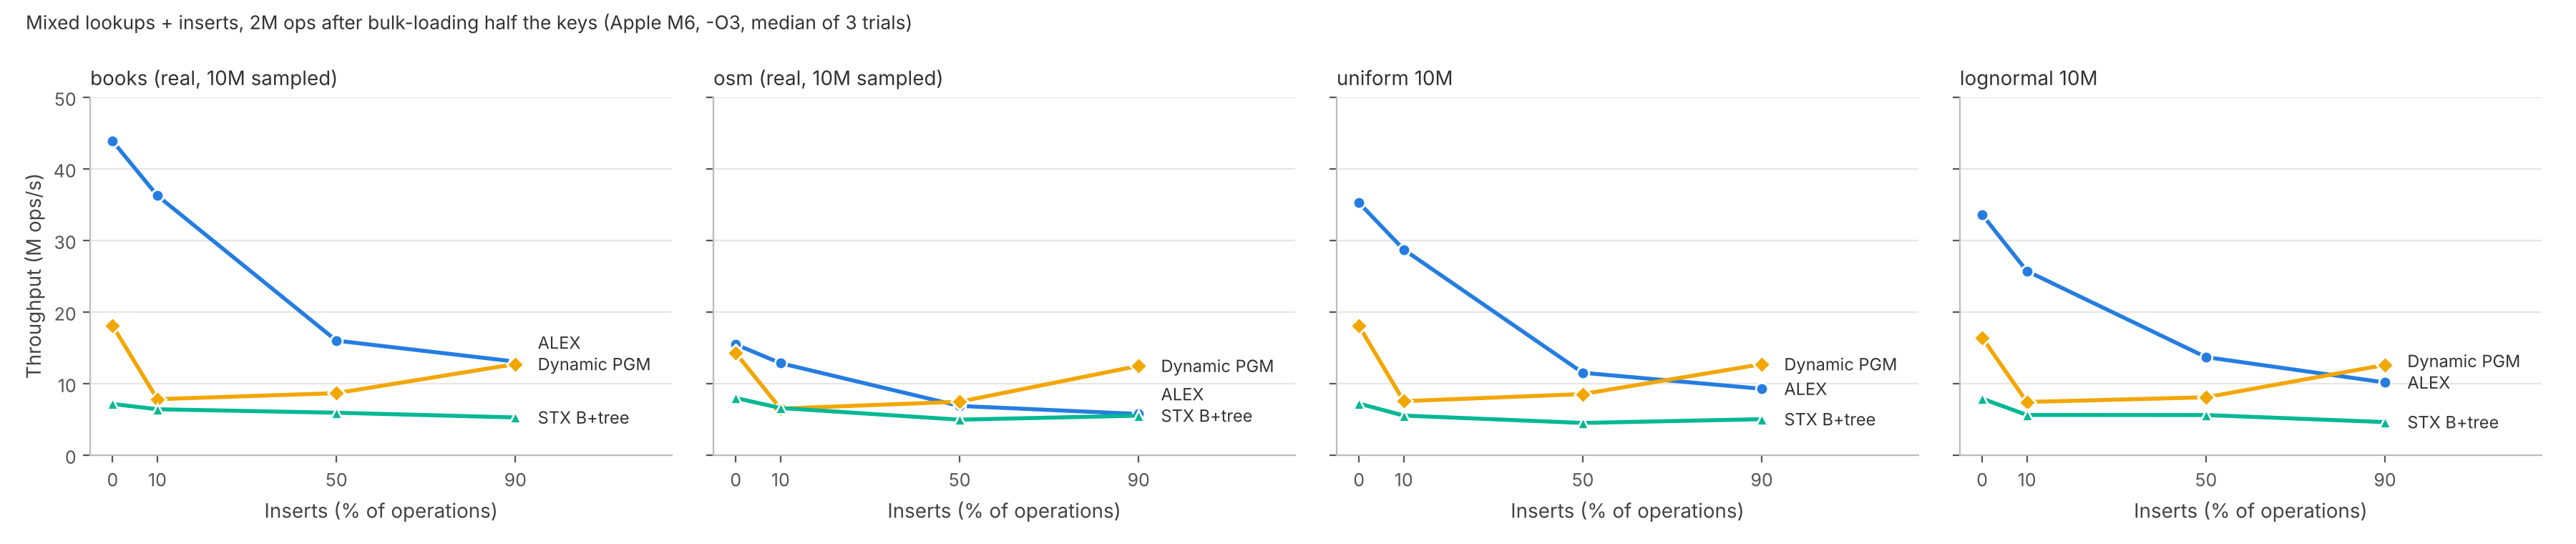 Mixed lookups + inserts, 2M ops after bulk-loading half the keys (Apple M6, -O3, median of 3 trials)
books (real, 10M sampled)
50
40
30
20
10
0
Throughput (M ops/s)
ALEX
Dynamic PGM
STX B+tree
0 10 50 90
Inserts (% of operations)
osm (real, 10M sampled)
Dynamic PGM
ALEX
STX B+tree
0 10 50 90
Inserts (% of operations)
uniform 10M
Dynamic PGM
ALEX
STX B+tree
0 10 50 90
Inserts (% of operations)
lognormal 10M
Dynamic PGM
ALEX
STX B+tree
0 10 50 90
Inserts (% of operations)